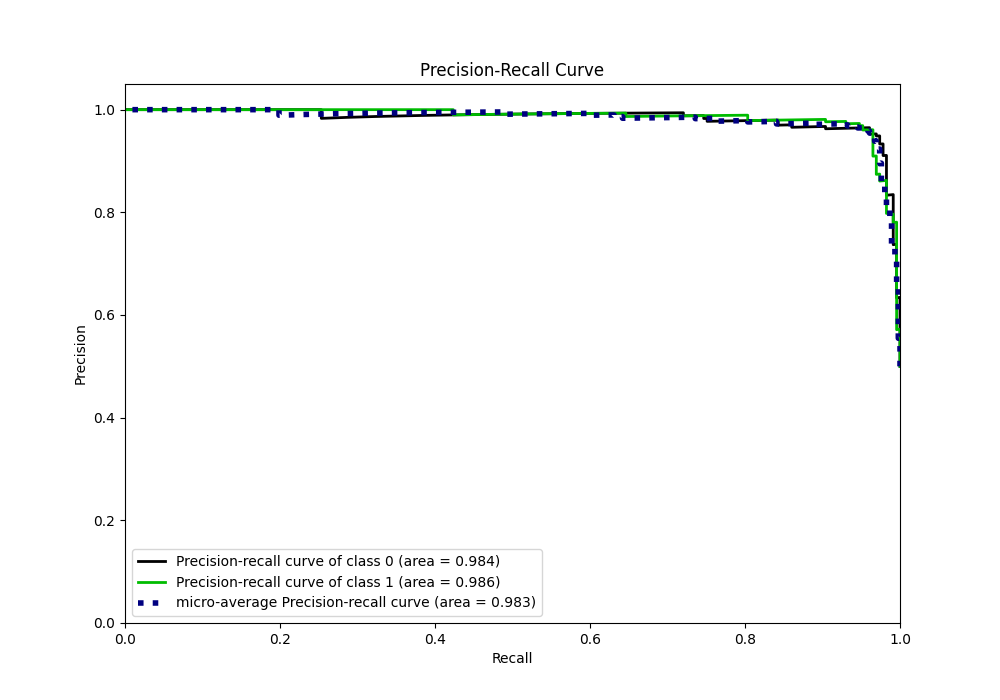 Precision-Recall Curve
Precision
1.0
0.8
0.6
0.4
0.2
0.0
Precision-recall curve of class 0 (area = 0.984)
Precision-recall curve of class 1 (area = 0.986)
micro-average Precision-recall curve (area = 0.983)
0.0 0.2 0.4 0.6 0.8 1.0
Recall